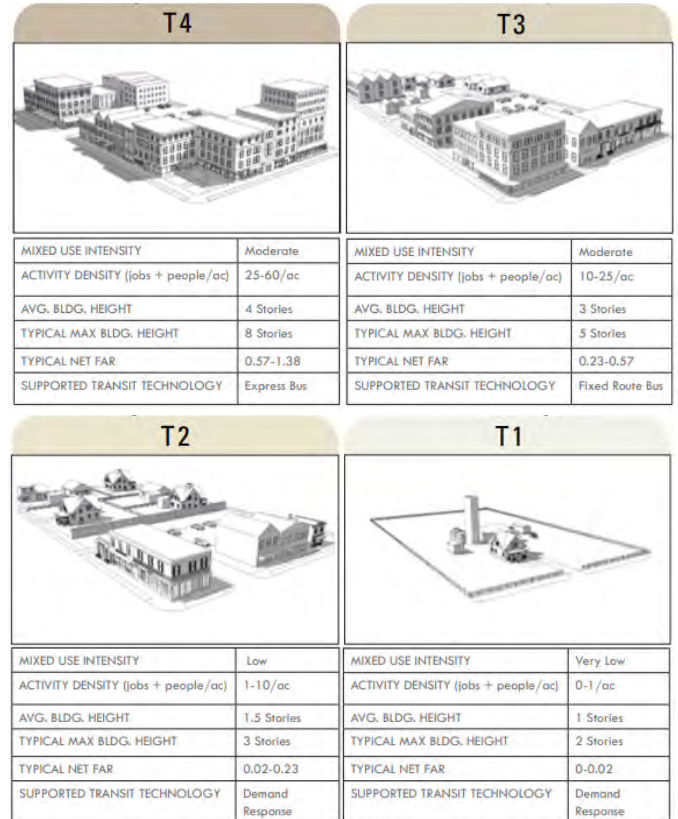 T4
MIXED USE INTENSITY Moderate
ACTIVITY DENSITY (jobs + people/ac) 25-60/ac
AVG. BLDG. HEIGHT 4 Stories
TYPICAL MAX BLDG. HEIGHT 8 Stories
TYPICAL NET FAR 0.57-1.38
SUPPORTED TRANSIT TECHNOLOGY Express Bus
T3
MIXED USE INTENSITY Moderate
ACTIVITY DENSITY (jobs + people/ac) 10-25/ac
AVG. BLDG. HEIGHT 3 Stories
TYPICAL MAX BLDG. HEIGHT 5 Stories
TYPICAL NET FAR 0.23-0.57
SUPPORTED TRANSIT TECHNOLOGY Fixed Route Bus
T2
MIXED USE INTENSITY Low
ACTIVITY DENSITY (jobs + people/ac) 1-10/ac
AVG. BLDG. HEIGHT 1.5 Stories
TYPICAL MAX BLDG. HEIGHT 3 Stories
TYPICAL NET FAR 0.02-0.23
SUPPORTED TRANSIT TECHNOLOGY Demand
Response
T1
MIXED USE INTENSITY Very Low
ACTIVITY DENSITY (jobs + people/ac) 0-1/ac
AVG. BLDG. HEIGHT 1 Stories
TYPICAL MAX BLDG. HEIGHT 2 Stories
TYPICAL NET FAR 0-0.02
SUPPORTED TRANSIT TECHNOLOGY Demand
Response